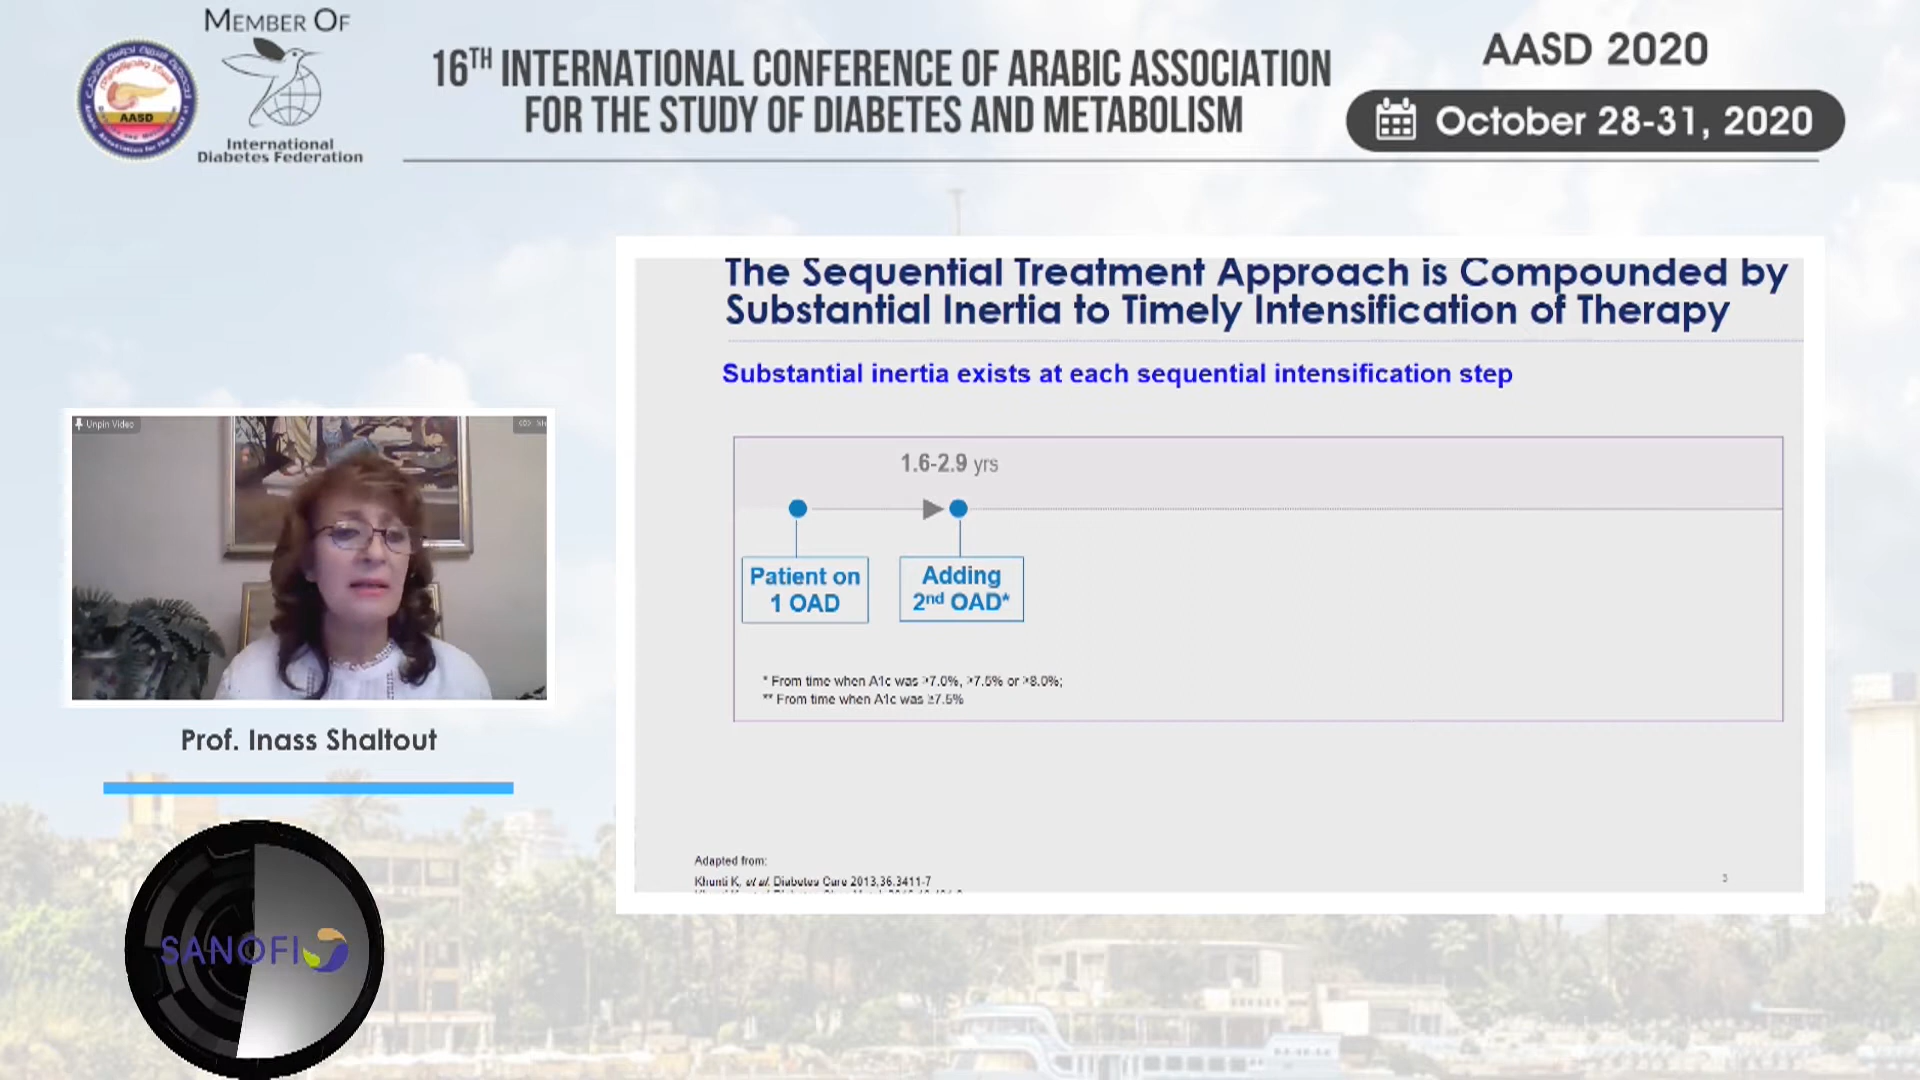 MEMBER OF
AASD
International
Diabetes Federation
16TH INTERNATIONAL CONFERENCE OF ARABIC ASSOCIATION
FOR THE STUDY OF DIABETES AND METABOLISM
AASD 2020
October 28-31, 2020
The Sequential Treatment Approach is Compounded by
Substantial Inertia to Timely Intensification of Therapy
Substantial inertia exists at each sequential intensification step
1.6-2.9 yrs
Patient on
1 OAD
Adding
2nd OAD*
* From time when A1c was >7.0%, >7.5% or >8.0%;
** From time when A1c was ≥7.5%
Adapted from:
Khunti K, et al. Diabetes Care 2013,36.3411-7
3
Unpin Video
Prof. Inass Shaltout
SANOFI